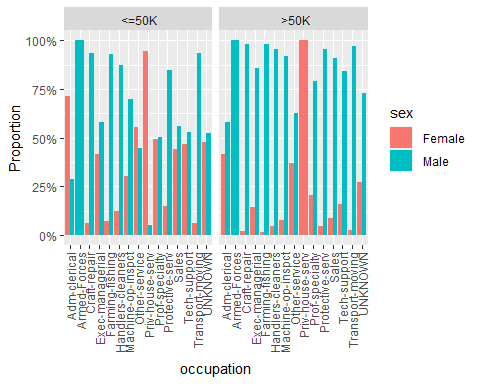 <=50K
>50K
Proportion
100%
75%
50%
25%
0%
Adm-clerical
Armed-Forces
Craft-repair
Exec-managerial
Farming-fishing
Handlers-cleaners
Machine-op-inspct
Other-service
Priv-house-serv
Prof-specialty
Protective-serv
Sales
Tech-support
Transport-moving
UNKNOWN
Adm-clerical
Armed-Forces
Craft-repair
Exec-managerial
Farming-fishing
Handlers-cleaners
Machine-op-inspct
Other-service
Priv-house-serv
Prof-specialty
Protective-serv
Sales
Tech-support
Transport-moving
UNKNOWN
occupation
sex
Female
Male